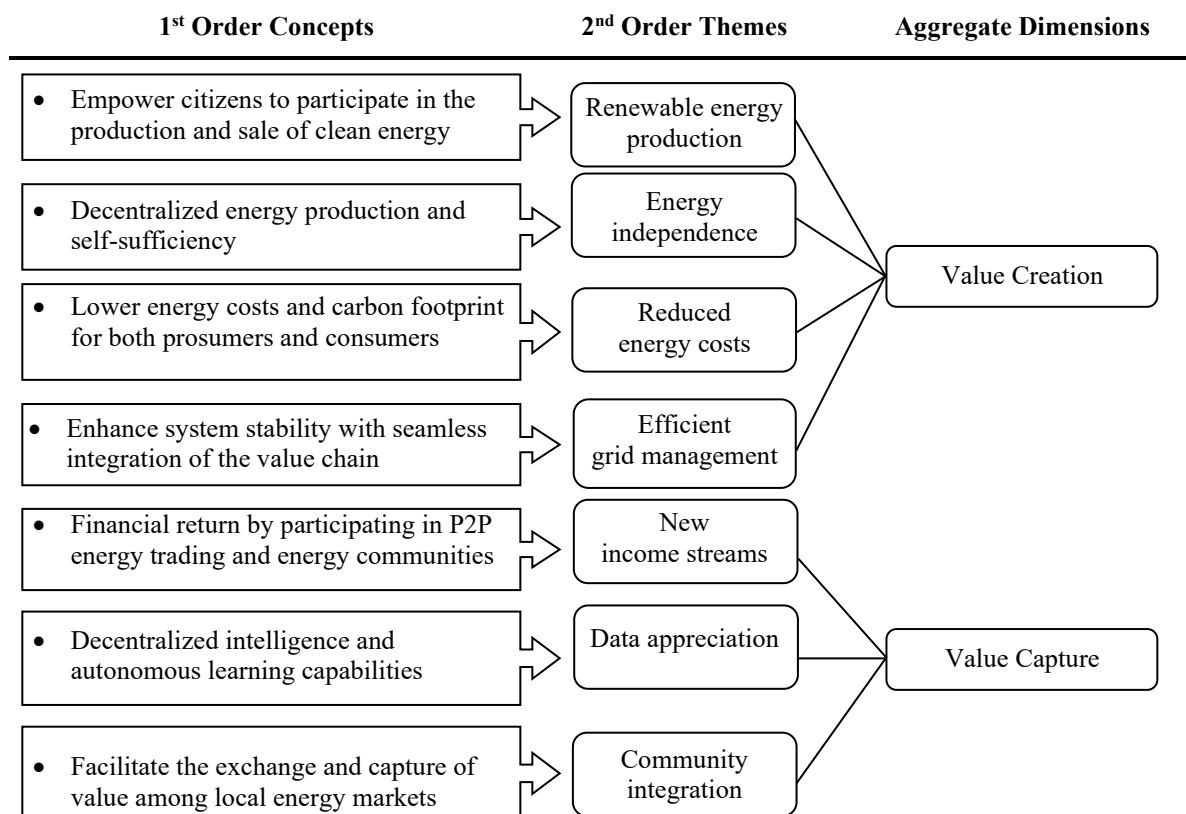 1st Order Concepts
2nd Order Themes
Aggregate Dimensions
• Empower citizens to participate in the
production and sale of clean energy
Renewable energy
production
• Decentralized energy production and
self-sufficiency
Energy
independence
• Lower energy costs and carbon footprint
for both prosumers and consumers
Reduced
energy costs
• Enhance system stability with seamless
integration of the value chain
Efficient
grid management
Value Creation
• Financial return by participating in P2P
energy trading and energy communities
New
income streams
• Decentralized intelligence and
autonomous learning capabilities
Data appreciation
• Facilitate the exchange and capture of
value among local energy markets
Community
integration
Value Capture